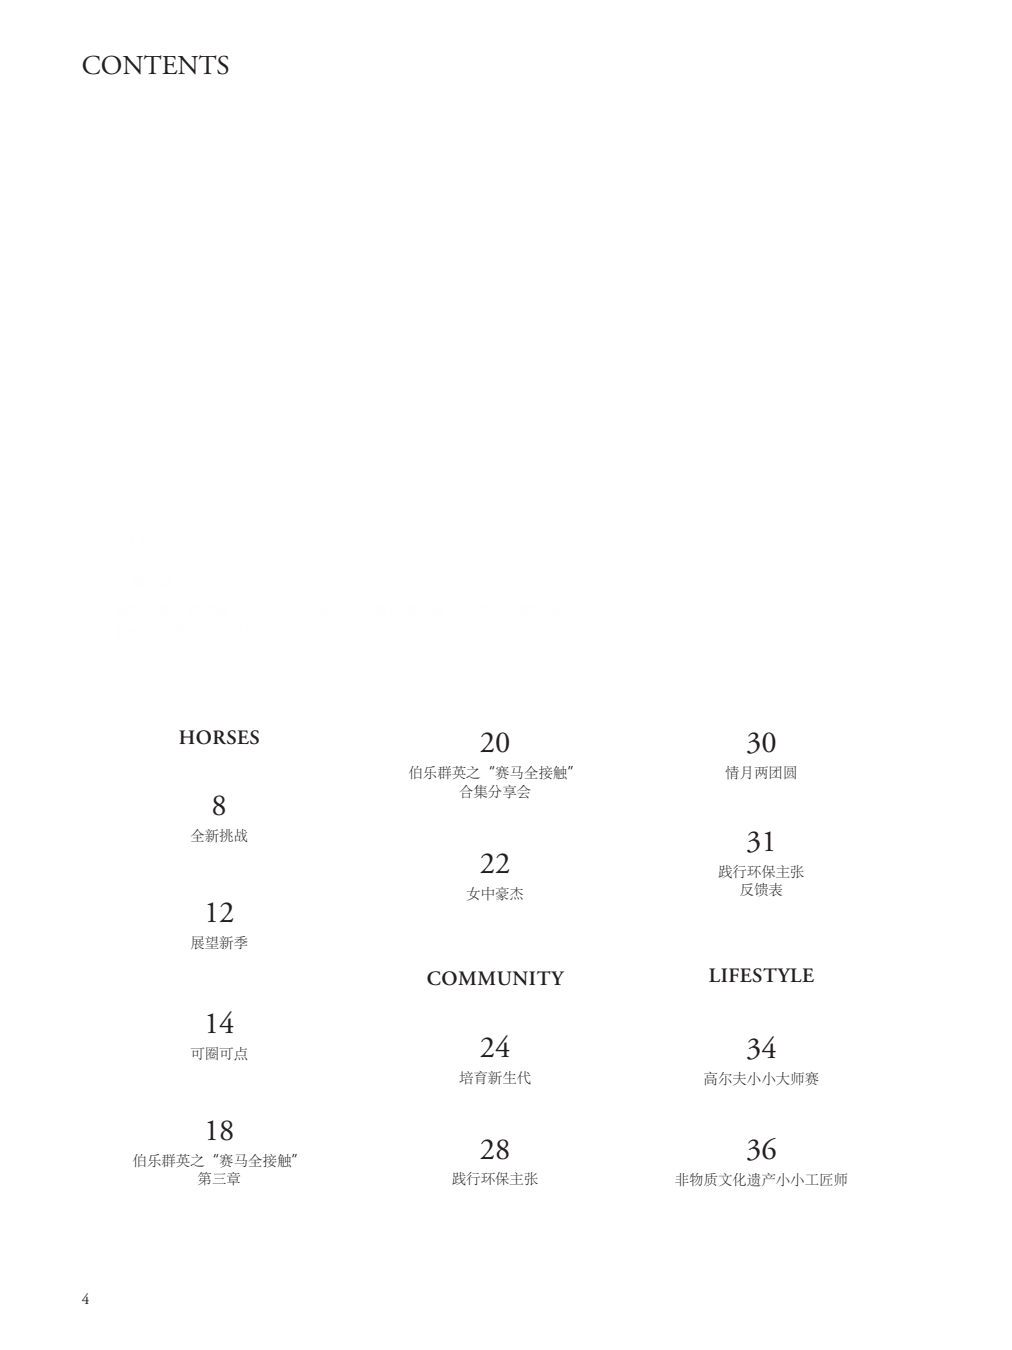 CONTENTS
HORSES
8
全新挑战
12
展望新季
14
可圈可点
18
伯乐群英之“赛马全接触”
第三章
20
伯乐群英之“赛马全接触”
合集分享会
22
女中豪杰
COMMUNITY
24
培育新生代
28
践行环保主张
30
情月两团圆
31
践行环保主张
反馈表
LIFESTYLE
34
高尔夫小小大师赛
36
非物质文化遗产小小工匠师
4